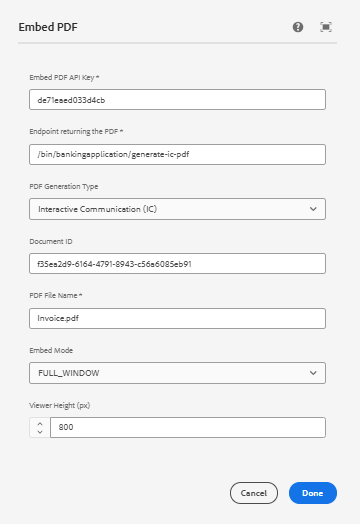 Embed PDF
Embed PDF API Key *
de71eaed033d4cb
Endpoint returning the PDF *
/bin/bankingapplication/generate-ic-pdf
PDF Generation Type
Interactive Communication (IC)
Document ID
f35ea2d9-6164-4791-8943-c56a6085eb91
PDF File Name *
Invoice.pdf
Embed Mode
FULL_WINDOW
Viewer Height (px)
800
Cancel
Done